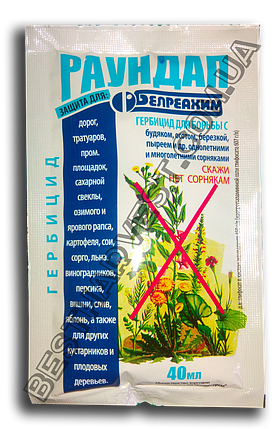 РАУНДАП
ЗАЩИТА ДЛЯ:
БЕЛРЕАХИМ
ГЕРБИЦИД
дорог,
тратуаров,
пром.
площадок,
сахарной
свеклы,
озимого и
ярового рапса,
картофеля, сои,
сорго, льна,
виноградников,
персика,
вишни, слив,
яблонь, а также
для других
кустарников и
плодовых
деревьев.
ГЕРБИЦИД ДЛЯ БОРЬБЫ С
будяком, осотом, березкой,
пыреем и др. однолетними
и многолетними сорняками
СКАЖИ
НЕТ СОРНЯКАМ
40мл